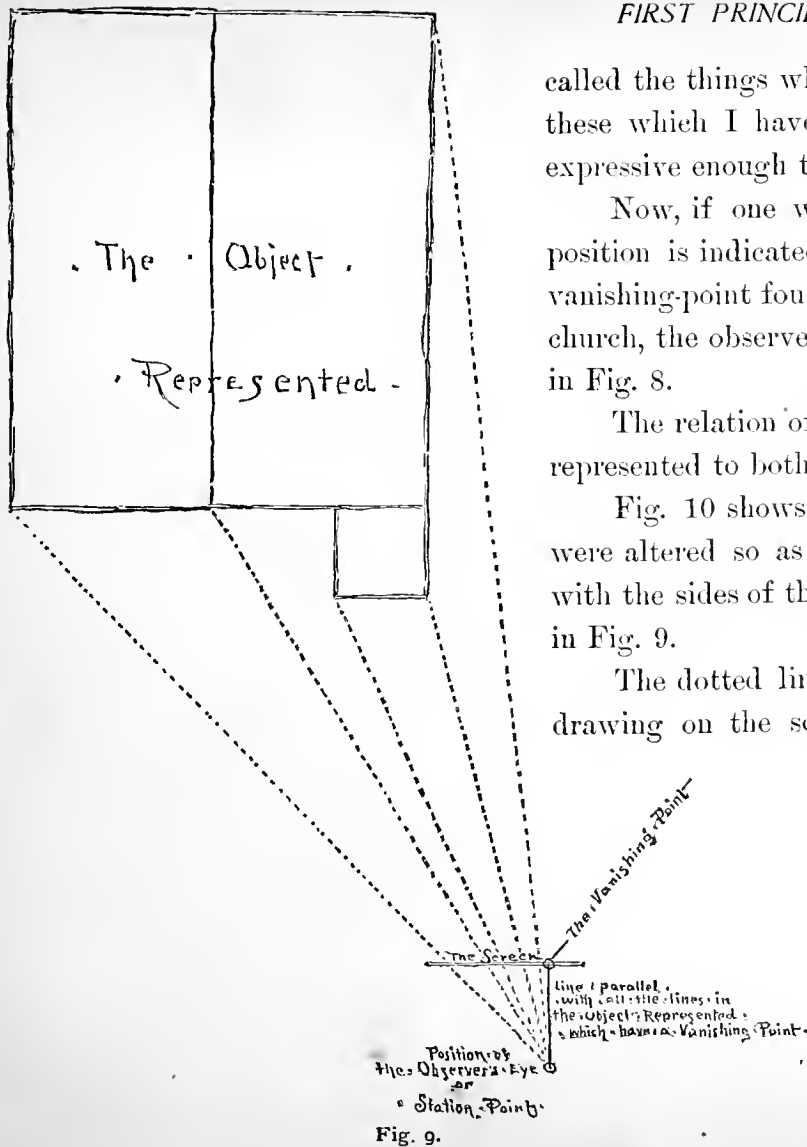 FIRST PRINCI
called the things w
these which I have
expressive enough t
Now, if one w
position is indicate
vanishing-point fou
church, the observe
in Fig. 8.
The relation of
represented to both
Fig. 10 shows
were altered so as
with the sides of th
in Fig. 9.
The dotted lin
drawing on the s
. The · Object .
. Represented -
The Vanishing Point
The Screen
line parallel .
with all the lines in
the Object Represented .
which have a Vanishing Point .
Position of
the Observer's Eye
or
Station Point .
Fig. 9.